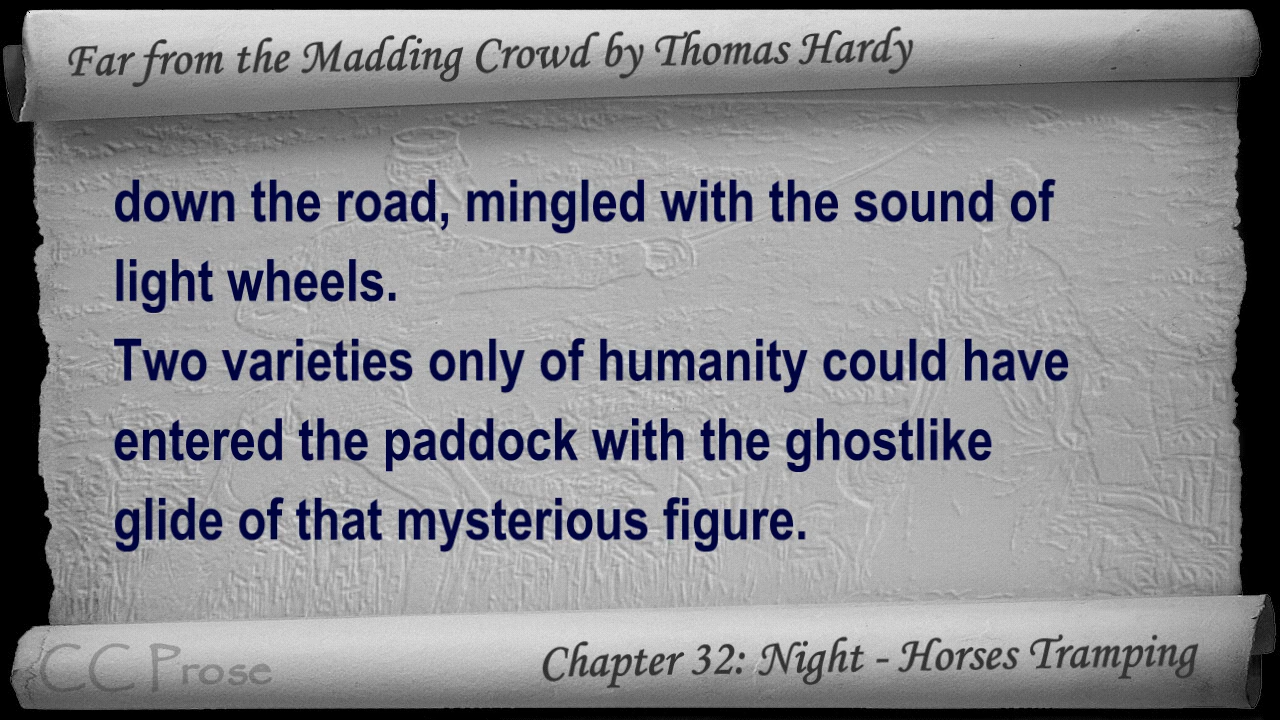 Far from the Madding Crowd by Thomas Hardy
down the road, mingled with the sound of
light wheels.
Two varieties only of humanity could have
entered the paddock with the ghostlike
glide of that mysterious figure.
CC Prose
Chapter 32: Night - Horses Tramping